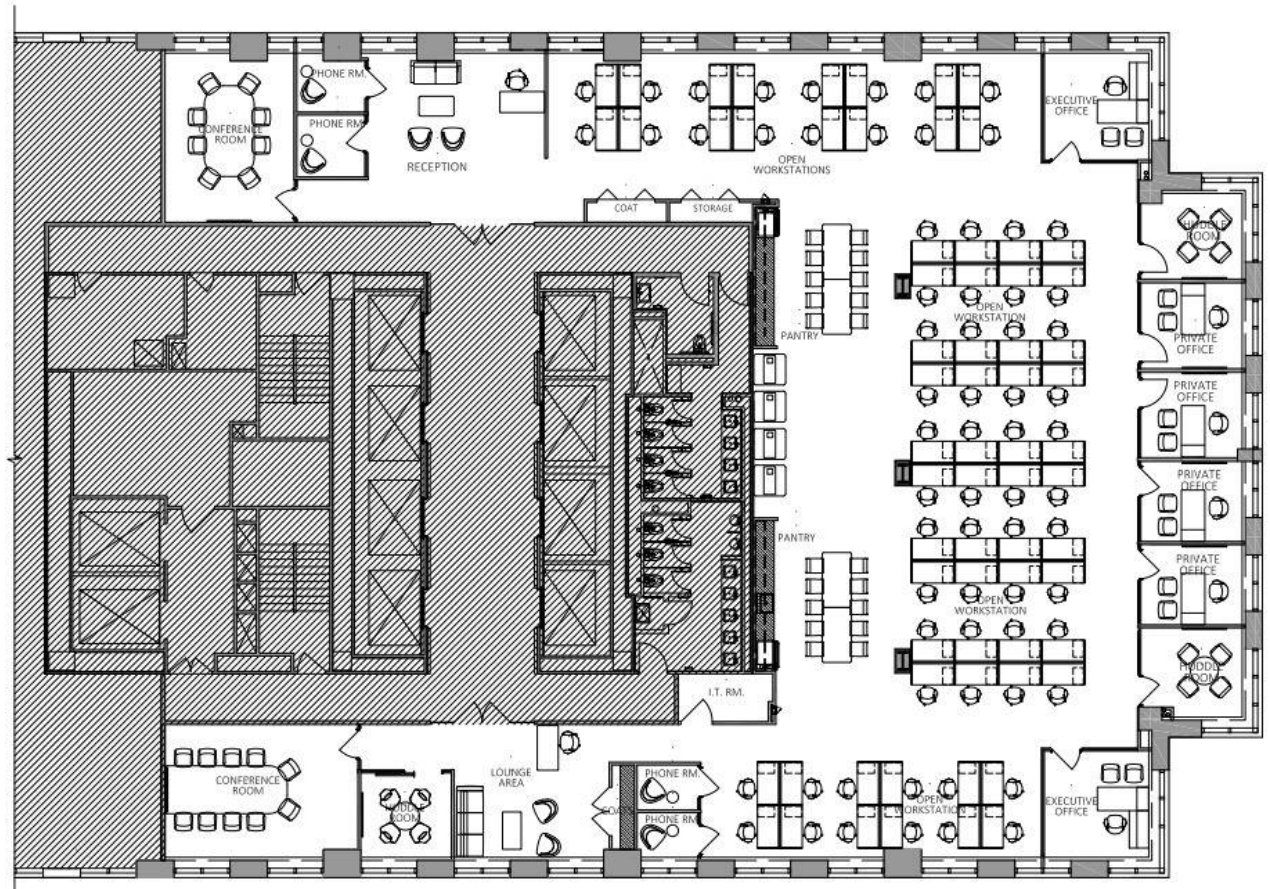 PHONE RM.
EXECUTIVE
OFFICE
PHONE RM.
CONFERENCE
ROOM
RECEPTION
OPEN
WORKSTATIONS
COAT
STORAGE
HUDDLE
ROOM
OPEN
WORKSTATION
PANTRY
PRIVATE
OFFICE
PRIVATE
OFFICE
PRIVATE
OFFICE
PANTRY
PRIVATE
OFFICE
OPEN
WORKSTATION
HUDDLE
ROOM
I.T. RM.
CONFERENCE
ROOM
LOUNGE
AREA
PHONE RM.
HUDDLE
ROOM
COAT
OPEN
WORKSTATION
EXECUTIVE
OFFICE
PHONE RM.